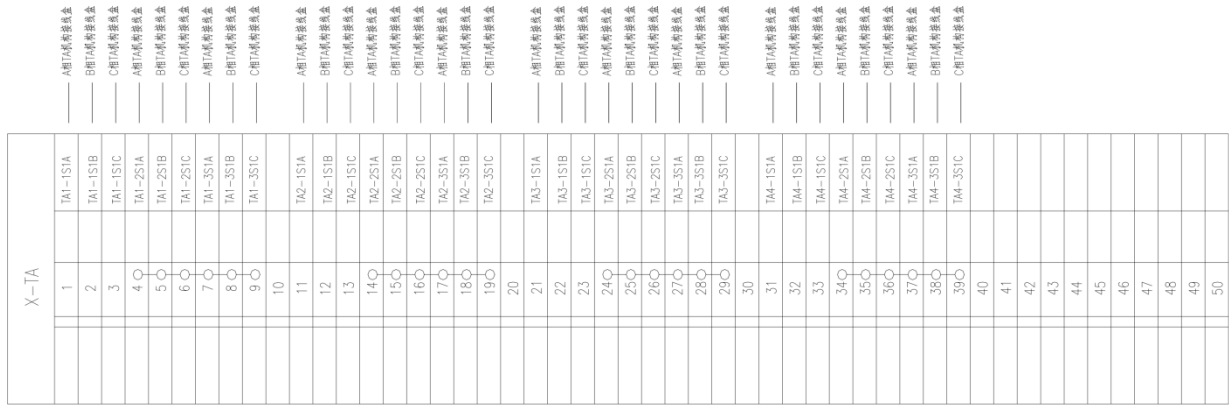 X-TA
1 TA1-1S1A A相TA机构接线盒
2 TA1-1S1B B相TA机构接线盒
3 TA1-1S1C C相TA机构接线盒
4 TA1-2S1A A相TA机构接线盒
5 TA1-2S1B B相TA机构接线盒
6 TA1-2S1C C相TA机构接线盒
7 TA1-3S1A A相TA机构接线盒
8 TA1-3S1B B相TA机构接线盒
9 TA1-3S1C C相TA机构接线盒
10
11 TA2-1S1A A相TA机构接线盒
12 TA2-1S1B B相TA机构接线盒
13 TA2-1S1C C相TA机构接线盒
14 TA2-2S1A A相TA机构接线盒
15 TA2-2S1B B相TA机构接线盒
16 TA2-2S1C C相TA机构接线盒
17 TA2-3S1A A相TA机构接线盒
18 TA2-3S1B B相TA机构接线盒
19 TA2-3S1C C相TA机构接线盒
20
21 TA3-1S1A A相TA机构接线盒
22 TA3-1S1B B相TA机构接线盒
23 TA3-1S1C C相TA机构接线盒
24 TA3-2S1A A相TA机构接线盒
25 TA3-2S1B B相TA机构接线盒
26 TA3-2S1C C相TA机构接线盒
27 TA3-3S1A A相TA机构接线盒
28 TA3-3S1B B相TA机构接线盒
29 TA3-3S1C C相TA机构接线盒
30
31 TA4-1S1A A相TA机构接线盒
32 TA4-1S1B B相TA机构接线盒
33 TA4-1S1C C相TA机构接线盒
34 TA4-2S1A A相TA机构接线盒
35 TA4-2S1B B相TA机构接线盒
36 TA4-2S1C C相TA机构接线盒
37 TA4-3S1A A相TA机构接线盒
38 TA4-3S1B B相TA机构接线盒
39 TA4-3S1C C相TA机构接线盒
40
41
42
43
44
45
46
47
48
49
50